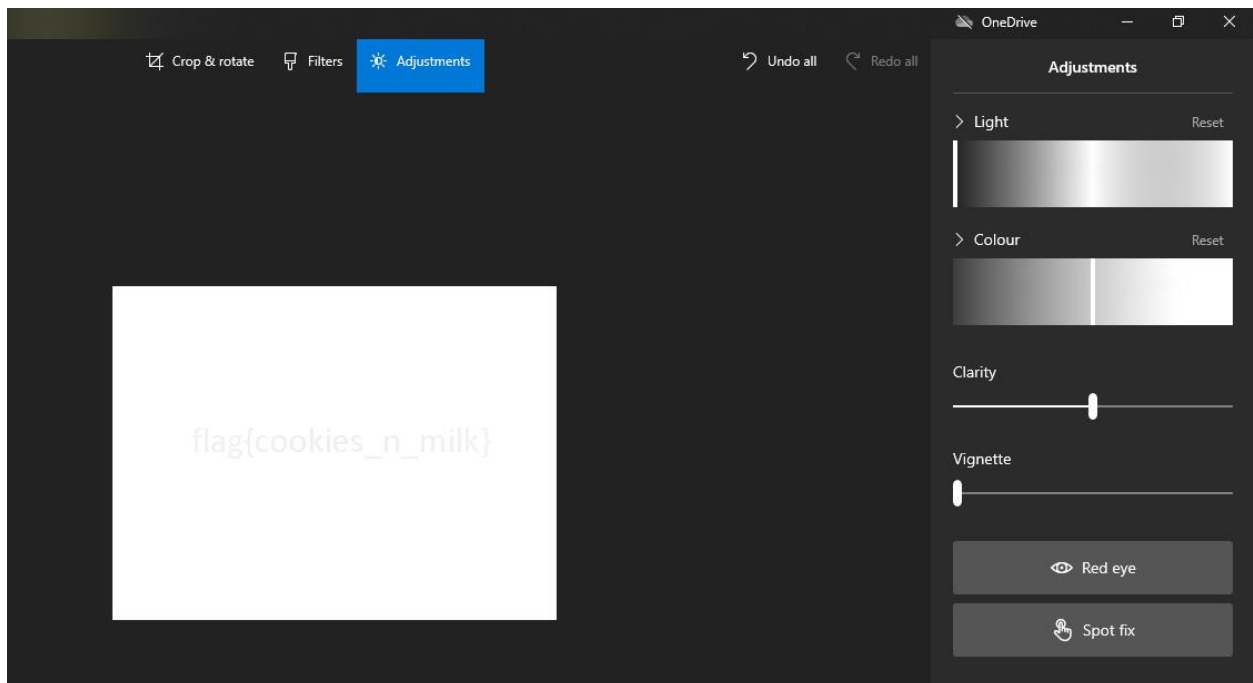 OneDrive
Crop & rotate Filters Adjustments Undo all Redo all
Adjustments
Light Reset
Colour Reset
flag{cookies_n_milk}
Clarity
Vignette
Red eye
Spot fix